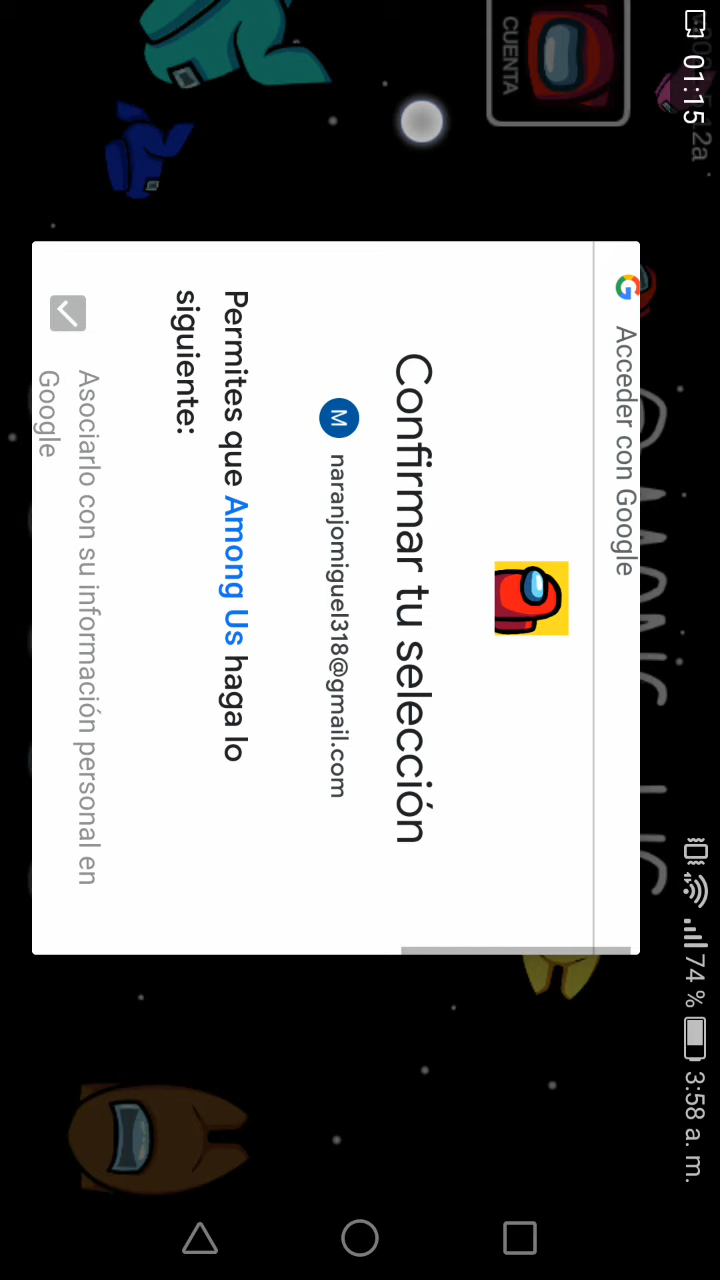 01:15
74 %
3:58 a. m.
CUENTA
Acceder con Google
Confirmar tu selección
M
naranjomiguel318@gmail.com
Permites que Among Us haga lo
siguiente:
Asociarlo con su información personal en
Google